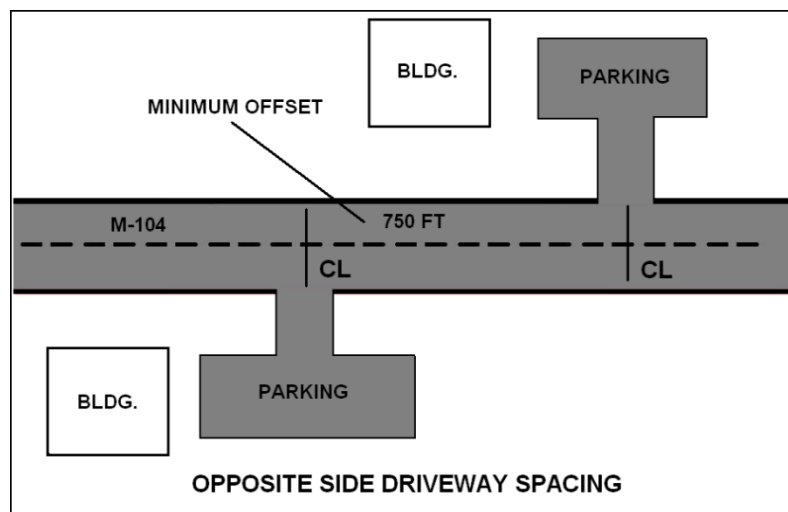 BLDG.
PARKING
MINIMUM OFFSET
M-104
750 FT
CL
CL
BLDG.
PARKING
OPPOSITE SIDE DRIVEWAY SPACING